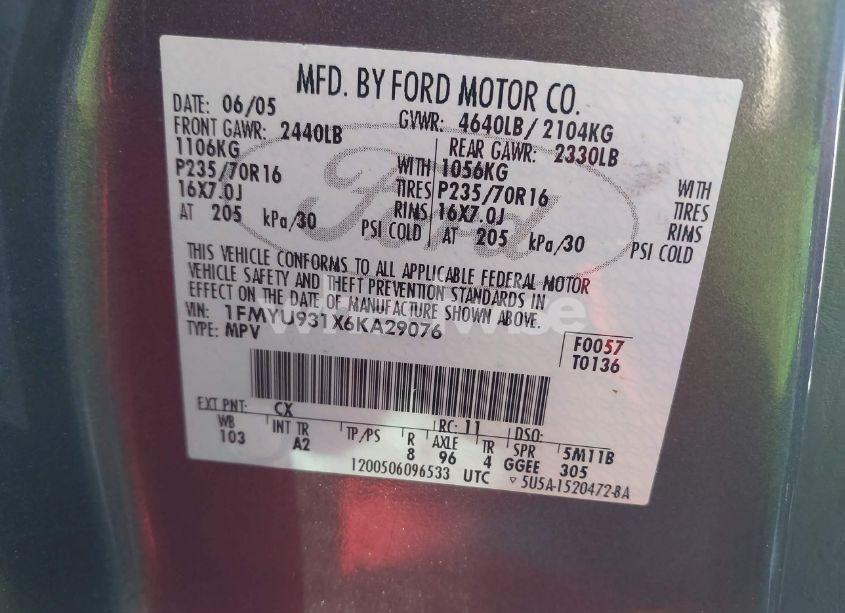 MFD. BY FORD MOTOR CO.
DATE: 06/05 GVWR: 4640LB/ 2104KG
FRONT GAWR: 2440LB REAR GAWR: 2330LB
1106KG WITH 1056KG WITH
P235/70R16 TIRES P235/70R16 TIRES
16X7.0J RIMS 16X7.0J RIMS
AT 205 kPa/30 PSI COLD AT 205 kPa/30 PSI COLD
Ford
THIS VEHICLE CONFORMS TO ALL APPLICABLE FEDERAL MOTOR
VEHICLE SAFETY AND THEFT PREVENTION STANDARDS IN
EFFECT ON THE DATE OF MANUFACTURE SHOWN ABOVE.
VIN: 1FMYU931X6KA29076
TYPE: MPV
F0057
T0136
EXT PNT: CX RC: 11 DSO:
WB INT TR TP/PS R AXLE TR SPR 5M11B
103 A2 8 96 4 GGEE 305
1200506096533 UTC ▽ 5U5A-1520472-BA